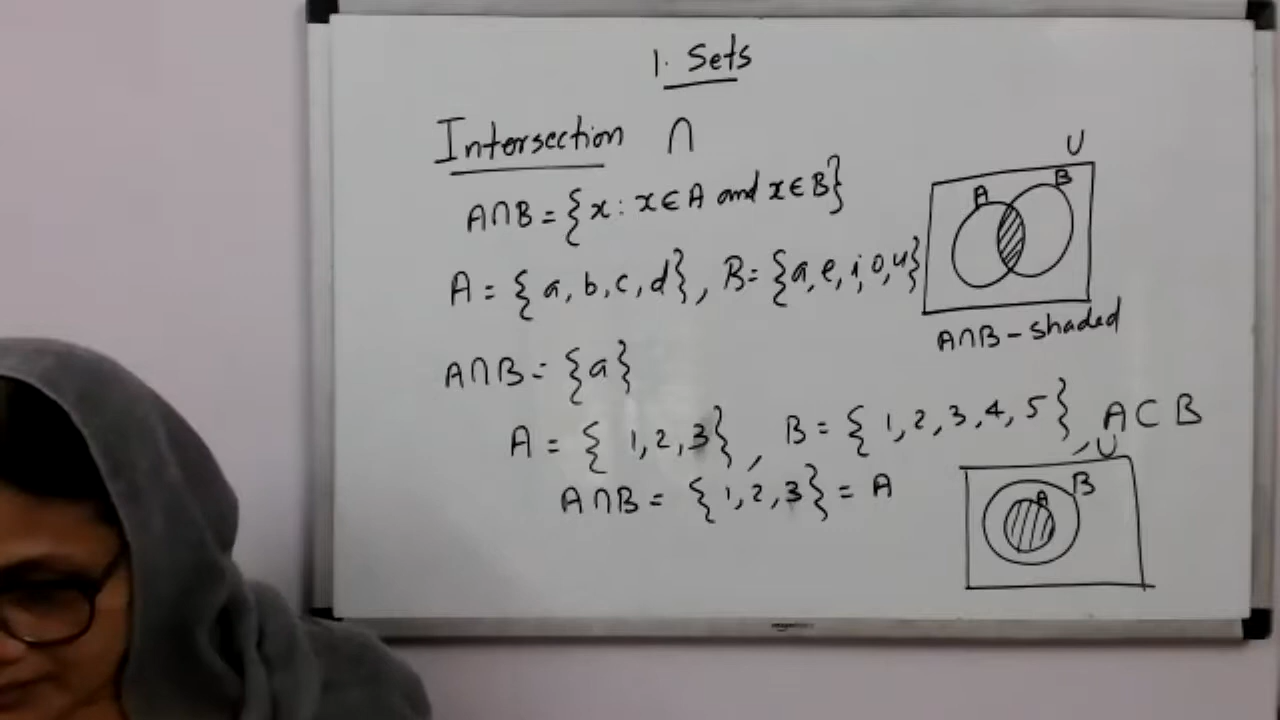 1. Sets
Intersection ∩
A∩B = {x : x∈A and x∈B}
A = {a, b, c, d}, B = {a, e, i, o, u}
A∩B = {a}
A = {1, 2, 3}, B = {1, 2, 3, 4, 5}, A⊂B
A∩B = {1, 2, 3} = A
U
A B
A∩B – shaded
U
A B